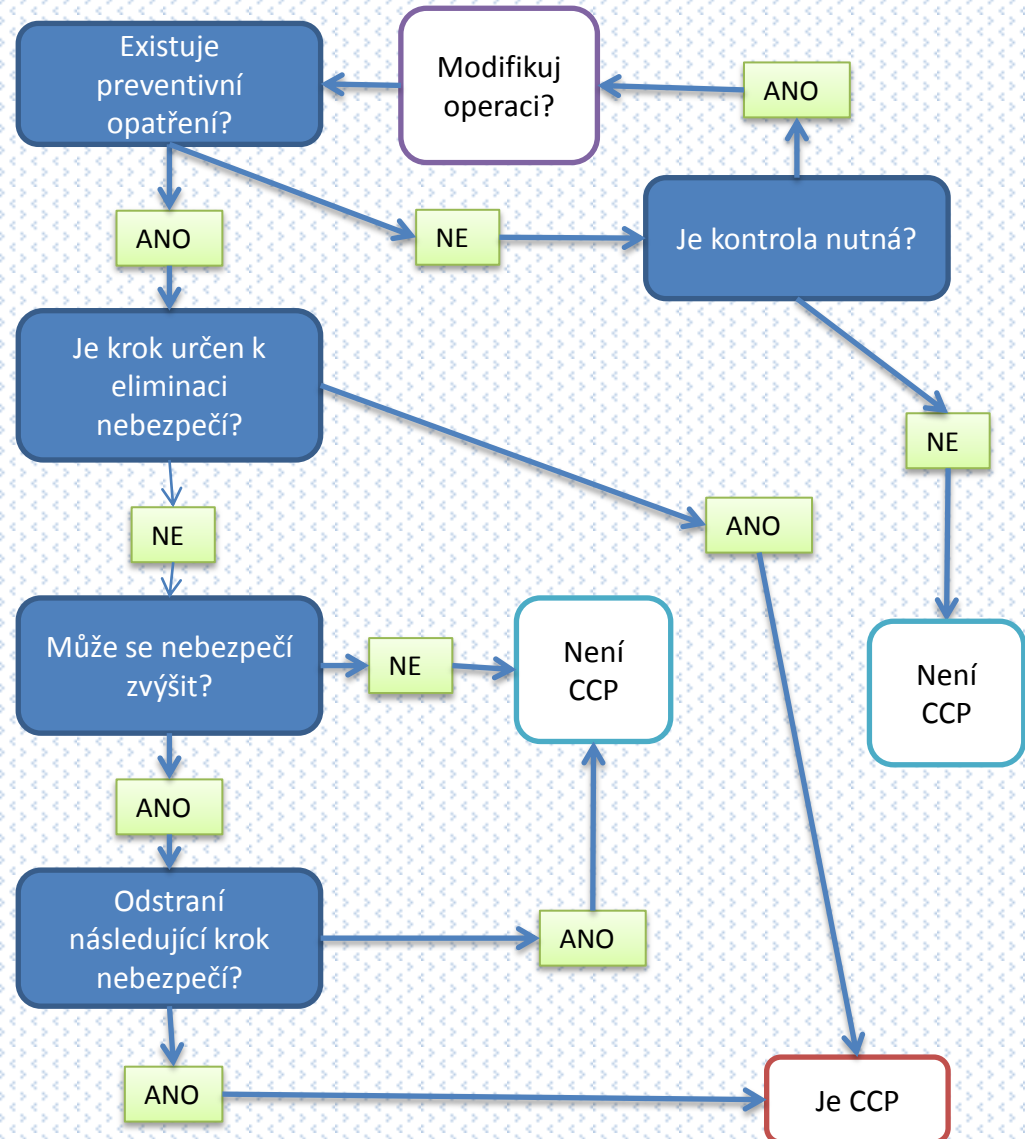 Existuje
preventivní
opatření?
Modifikuj
operaci?
ANO
ANO
NE
Je kontrola nutná?
Je krok určen k
eliminaci
nebezpečí?
NE
ANO
NE
Může se nebezpečí
zvýšit?
NE
Není
CCP
Není
CCP
ANO
Odstraní
následující krok
nebezpečí?
ANO
ANO
Je CCP